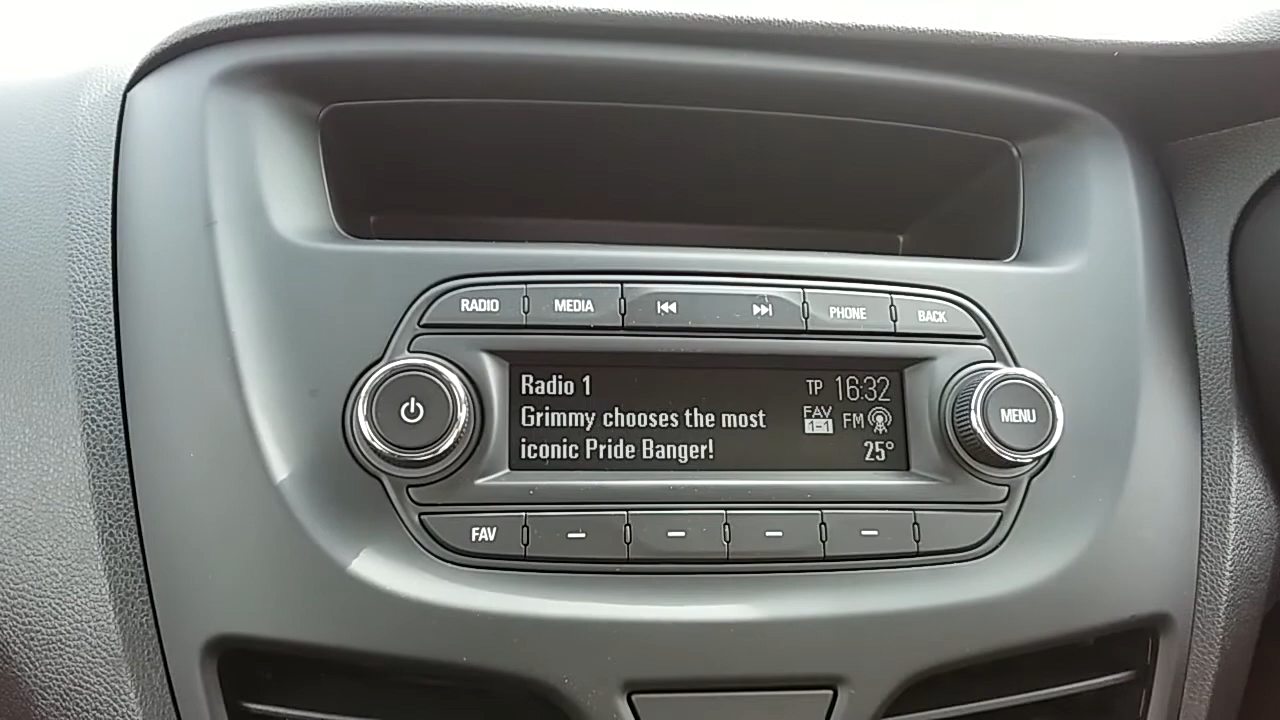 RADIO MEDIA PHONE BACK
Radio 1 TP 16:32
Grimmy chooses the most FAV 1-1 FM
iconic Pride Banger! 25°
MENU
FAV